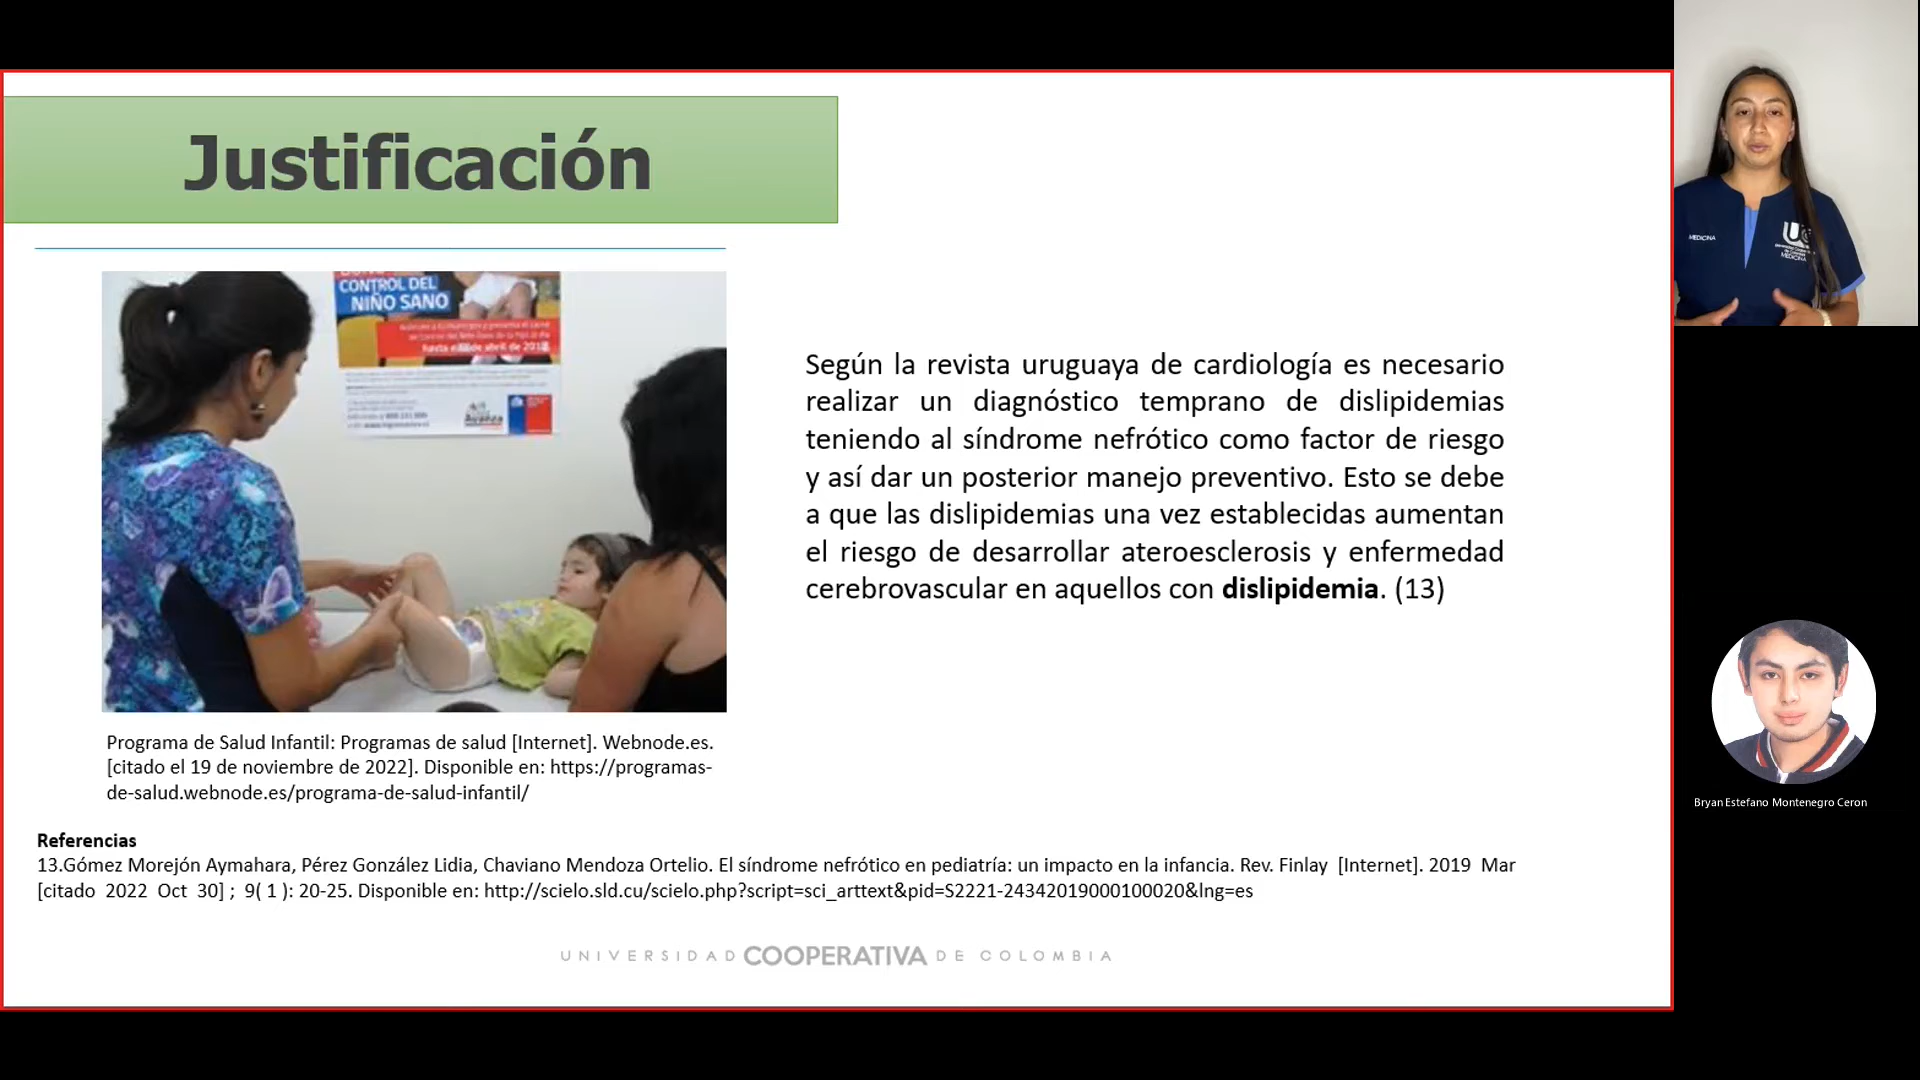 Justificación
CONTROL DEL
NIÑO SANO
Según la revista uruguaya de cardiología es necesario
realizar un diagnóstico temprano de dislipidemias
teniendo al síndrome nefrótico como factor de riesgo
y así dar un posterior manejo preventivo. Esto se debe
a que las dislipidemias una vez establecidas aumentan
el riesgo de desarrollar ateroesclerosis y enfermedad
cerebrovascular en aquellos con dislipidemia. (13)
Programa de Salud Infantil: Programas de salud [Internet]. Webnode.es.
[citado el 19 de noviembre de 2022]. Disponible en: https://programas-
de-salud.webnode.es/programa-de-salud-infantil/
Referencias
13.Gómez Morejón Aymahara, Pérez González Lidia, Chaviano Mendoza Ortelio. El síndrome nefrótico en pediatría: un impacto en la infancia. Rev. Finlay [Internet]. 2019 Mar
[citado 2022 Oct 30] ; 9( 1 ): 20-25. Disponible en: http://scielo.sld.cu/scielo.php?script=sci_arttext&pid=S2221-24342019000100020&lng=es
UNIVERSIDAD COOPERATIVA DE COLOMBIA
MEDICINA
MEDICINA
Bryan Estefano Montenegro Ceron